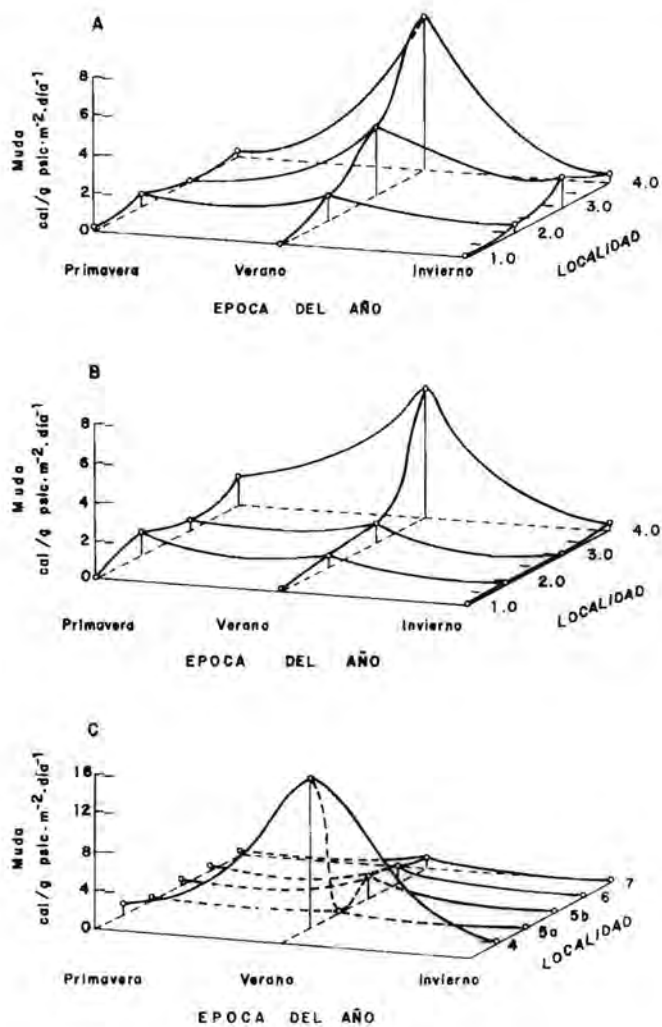 A
Muda
cal/g psic·m⁻²·día⁻¹
8
6
4
2
0
Primavera
Verano
Invierno
1.0
2.0
3.0
4.0
LOCALIDAD
EPOCA DEL AÑO
B
Muda
cal/g psic·m⁻²·día⁻¹
8
6
4
2
0
Primavera
Verano
Invierno
1.0
2.0
3.0
4.0
LOCALIDAD
EPOCA DEL AÑO
C
Muda
cal/g psic·m⁻²·día⁻¹
16
12
8
4
0
Primavera
Verano
Invierno
4
5a
5b
6
7
LOCALIDAD
EPOCA DEL AÑO